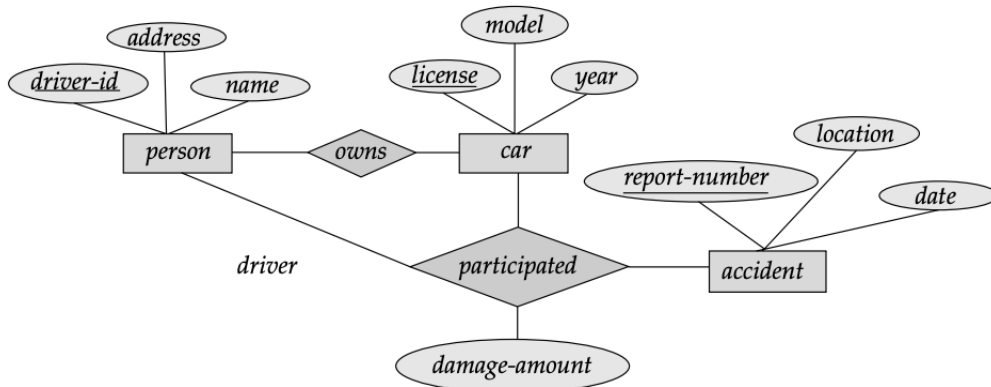 model
address
driver-id
name
license
year
person
owns
car
location
report-number
date
driver
participated
accident
damage-amount